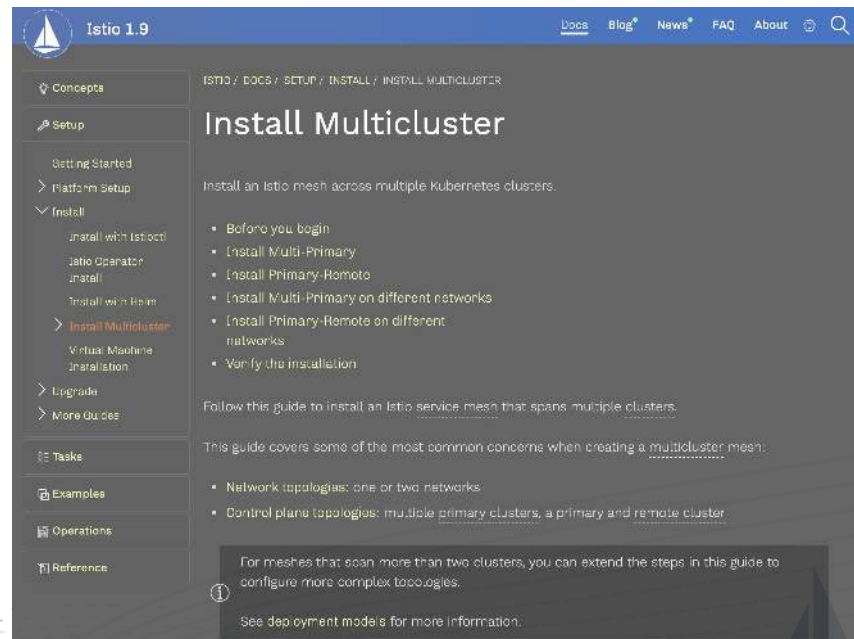 Istio 1.9
Docs Blog News FAQ About
Concepts
Setup
Getting Started
Platform Setup
Install
Install with Istioctl
Istio Operator
Install
Install with Helm
Install Multicluster
Virtual Machine
Installation
Upgrade
More Guides
Tasks
Examples
Operations
Reference
ISTIO / DOCS / SETUP / INSTALL / INSTALL MULTICLUSTER
Install Multicluster
Install an Istio mesh across multiple Kubernetes clusters.
• Before you begin
• Install Multi-Primary
• Install Primary-Remote
• Install Multi-Primary on different networks
• Install Primary-Remote on different
networks
• Verify the installation
Follow this guide to install an Istio service mesh that spans multiple clusters.
This guide covers some of the most common concerns when creating a multicluster mesh:
• Network topologies: one or two networks
• Control plane topologies: multiple primary clusters, a primary and remote cluster
For meshes that span more than two clusters, you can extend the steps in this guide to
configure more complex topologies.
See deployment models for more information.